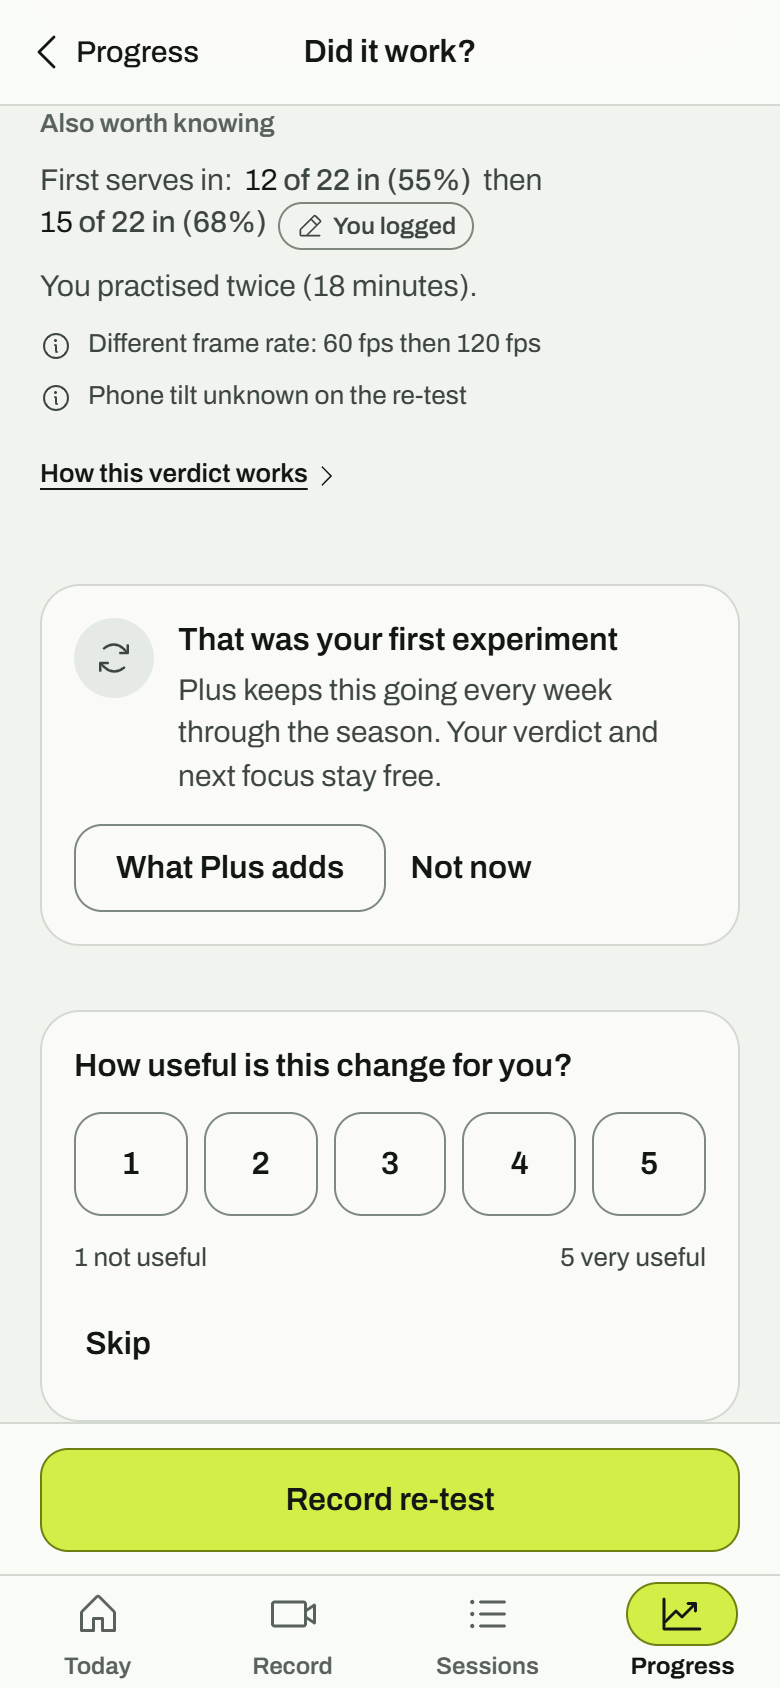 Progress
Did it work?
Also worth knowing
First serves in: 12 of 22 in (55%) then
15 of 22 in (68%) You logged
You practised twice (18 minutes).
Different frame rate: 60 fps then 120 fps
Phone tilt unknown on the re-test
How this verdict works
That was your first experiment
Plus keeps this going every week
through the season. Your verdict and
next focus stay free.
What Plus adds
Not now
How useful is this change for you?
1 2 3 4 5
1 not useful
5 very useful
Skip
Record re-test
Today
Record
Sessions
Progress